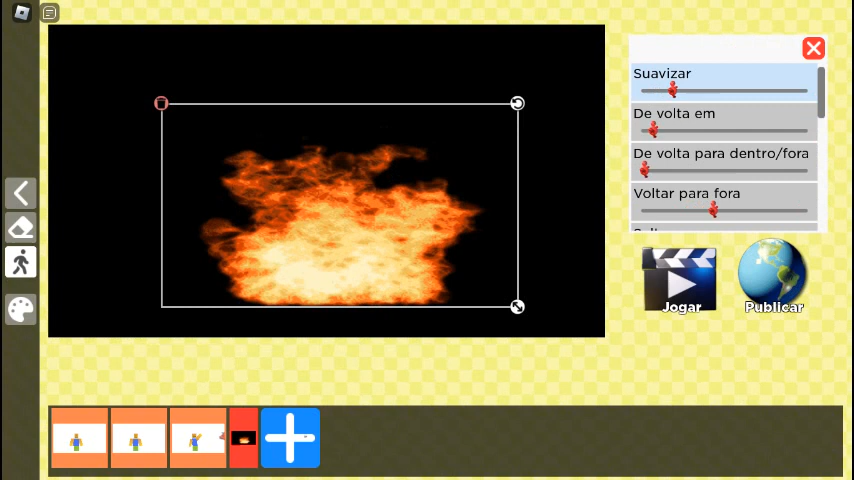 Suavizar
De volta em
De volta para dentro/fora
Voltar para fora
Jogar
Publicar